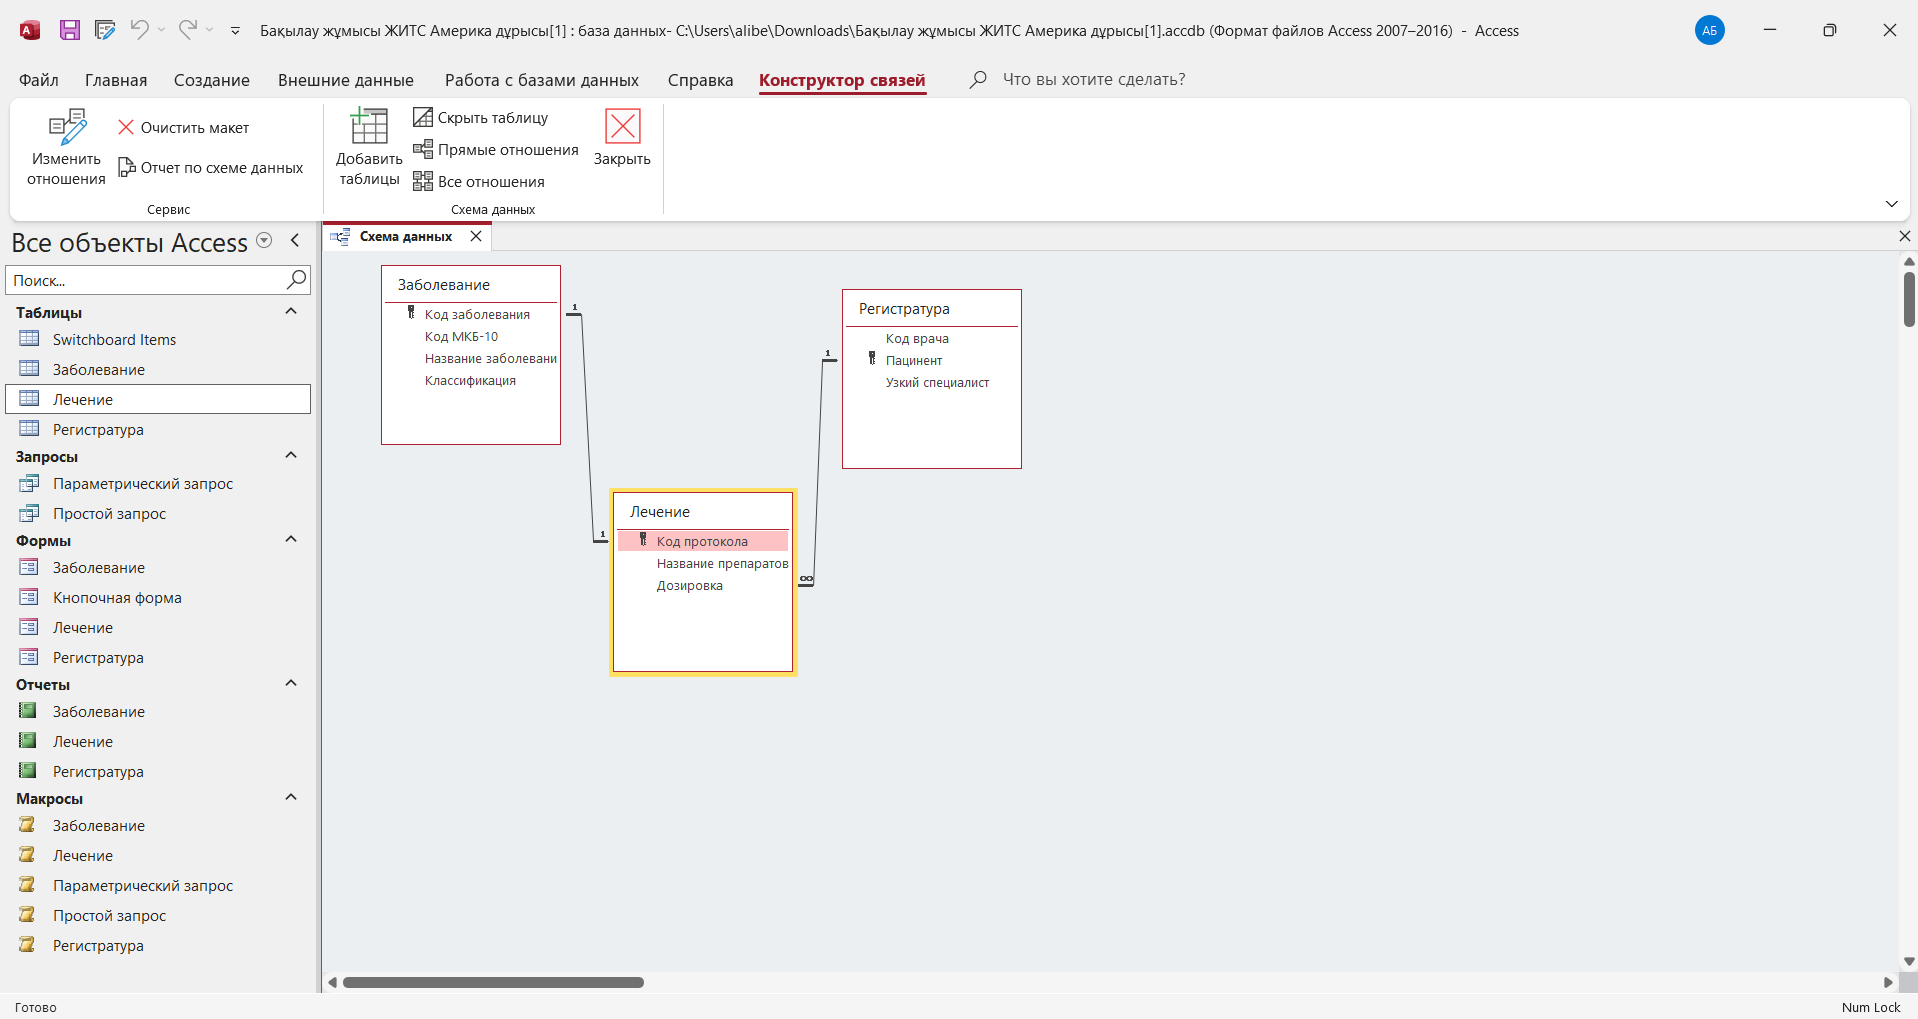 Бақылау жұмысы ЖИТС Америка дұрысы[1] : база данных- C:\Users\alibe\Downloads\Бақылау жұмысы ЖИТС Америка дұрысы[1].accdb (Формат файлов Access 2007–2016) - Access
АБ
Файл Главная Создание Внешние данные Работа с базами данных Справка Конструктор связей Что вы хотите сделать?
Изменить отношения
Очистить макет
Отчет по схеме данных
Сервис
Добавить таблицы
Скрыть таблицу
Прямые отношения
Все отношения
Закрыть
Схема данных
Все объекты Access
Поиск...
Таблицы
Switchboard Items
Заболевание
Лечение
Регистратура
Запросы
Параметрический запрос
Простой запрос
Формы
Заболевание
Кнопочная форма
Лечение
Регистратура
Отчеты
Заболевание
Лечение
Регистратура
Макросы
Заболевание
Лечение
Параметрический запрос
Простой запрос
Регистратура
Схема данных
Заболевание
Код заболевания
Код МКБ-10
Название заболевани
Классификация
1
1
Регистратура
Код врача
Пацинент
Узкий специалист
1
∞
Лечение
Код протокола
Название препаратов
Дозировка
Готово
Num Lock